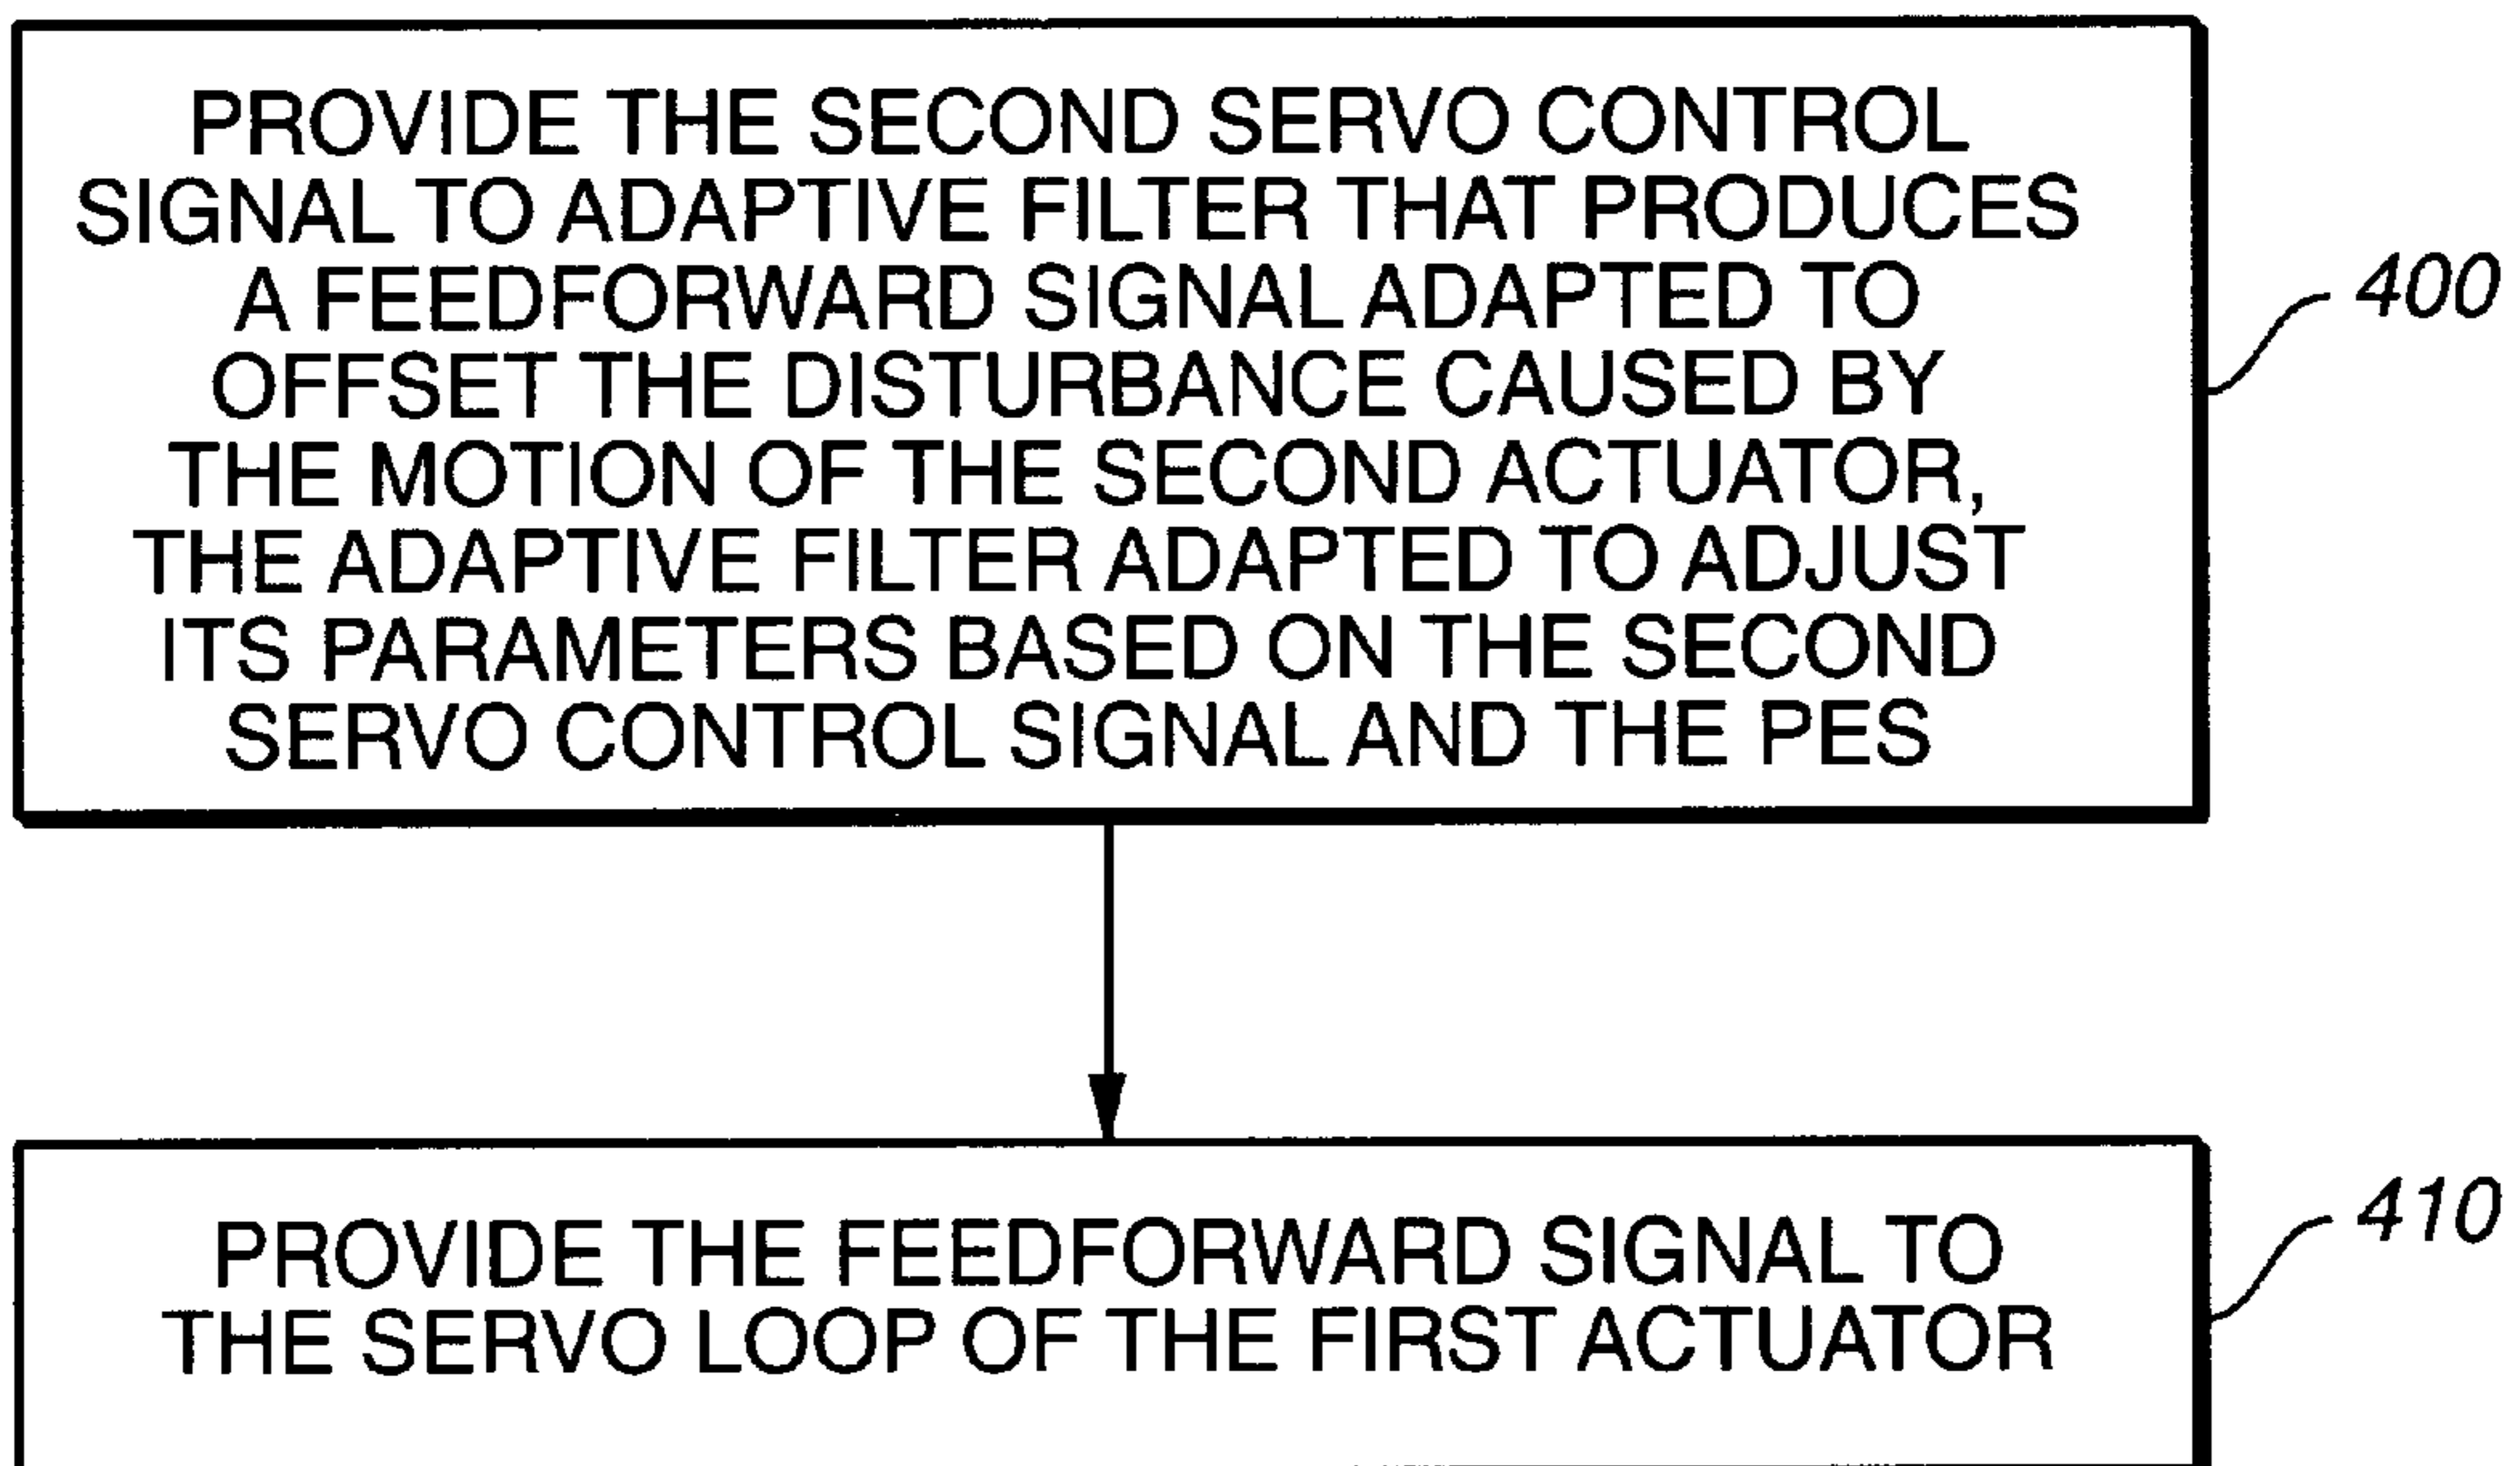 PROVIDE THE SECOND SERVO CONTROL
SIGNAL TO ADAPTIVE FILTER THAT PRODUCES
A FEEDFORWARD SIGNAL ADAPTED TO
OFFSET THE DISTURBANCE CAUSED BY
THE MOTION OF THE SECOND ACTUATOR,
THE ADAPTIVE FILTER ADAPTED TO ADJUST
ITS PARAMETERS BASED ON THE SECOND
SERVO CONTROL SIGNAL AND THE PES
400
PROVIDE THE FEEDFORWARD SIGNAL TO
THE SERVO LOOP OF THE FIRST ACTUATOR
410